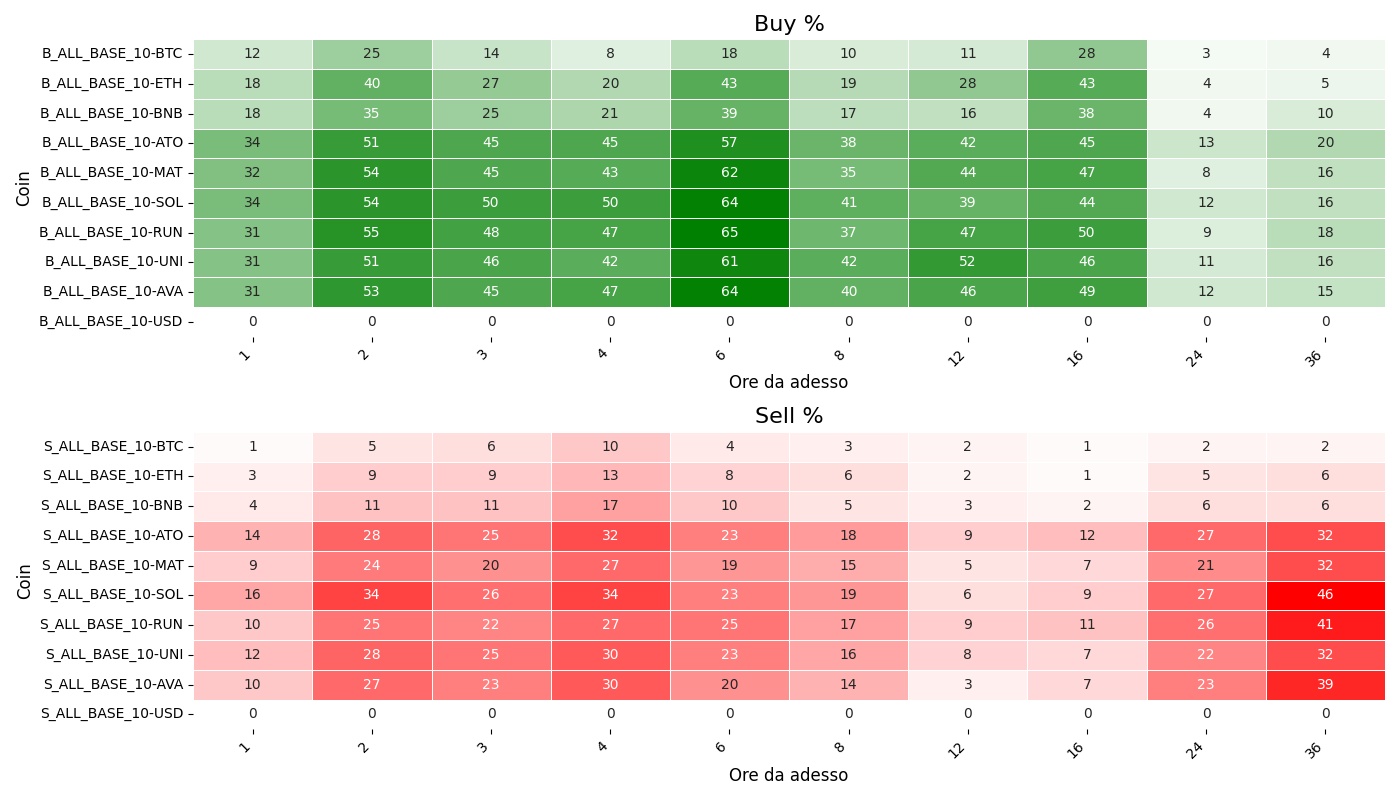 Buy %
Coin
B_ALL_BASE_10-BTC 12 25 14 8 18 10 11 28 3 4
B_ALL_BASE_10-ETH 18 40 27 20 43 19 28 43 4 5
B_ALL_BASE_10-BNB 18 35 25 21 39 17 16 38 4 10
B_ALL_BASE_10-ATO 34 51 45 45 57 38 42 45 13 20
B_ALL_BASE_10-MAT 32 54 45 43 62 35 44 47 8 16
B_ALL_BASE_10-SOL 34 54 50 50 64 41 39 44 12 16
B_ALL_BASE_10-RUN 31 55 48 47 65 37 47 50 9 18
B_ALL_BASE_10-UNI 31 51 46 42 61 42 52 46 11 16
B_ALL_BASE_10-AVA 31 53 45 47 64 40 46 49 12 15
B_ALL_BASE_10-USD 0 0 0 0 0 0 0 0 0 0
1 2 3 4 6 8 12 16 24 36
Ore da adesso
Sell %
Coin
S_ALL_BASE_10-BTC 1 5 6 10 4 3 2 1 2 2
S_ALL_BASE_10-ETH 3 9 9 13 8 6 2 1 5 6
S_ALL_BASE_10-BNB 4 11 11 17 10 5 3 2 6 6
S_ALL_BASE_10-ATO 14 28 25 32 23 18 9 12 27 32
S_ALL_BASE_10-MAT 9 24 20 27 19 15 5 7 21 32
S_ALL_BASE_10-SOL 16 34 26 34 23 19 6 9 27 46
S_ALL_BASE_10-RUN 10 25 22 27 25 17 9 11 26 41
S_ALL_BASE_10-UNI 12 28 25 30 23 16 8 7 22 32
S_ALL_BASE_10-AVA 10 27 23 30 20 14 3 7 23 39
S_ALL_BASE_10-USD 0 0 0 0 0 0 0 0 0 0
1 2 3 4 6 8 12 16 24 36
Ore da adesso